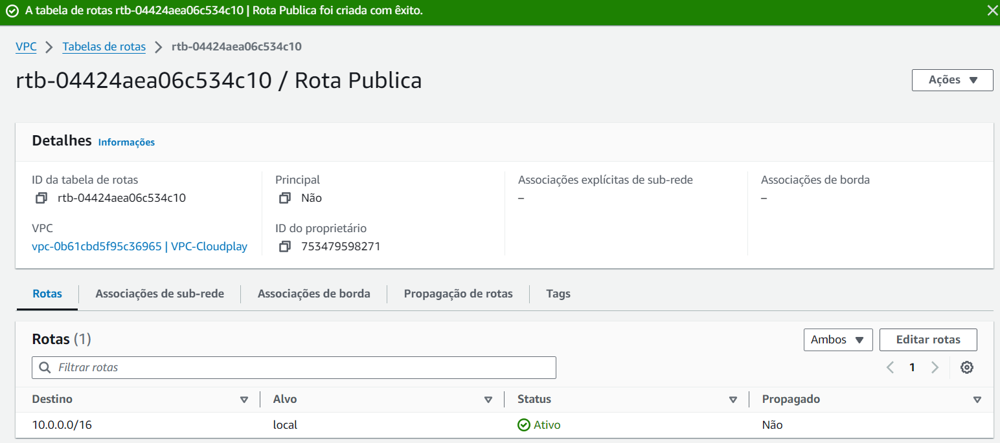 A tabela de rotas rtb-04424aea06c534c10 | Rota Publica foi criada com êxito.
VPC > Tabelas de rotas > rtb-04424aea06c534c10
rtb-04424aea06c534c10 / Rota Publica
Ações
Detalhes Informações
ID da tabela de rotas
rtb-04424aea06c534c10
Principal
Não
Associações explícitas de sub-rede
–
Associações de borda
–
VPC
vpc-0b61cbd5f95c36965 | VPC-Cloudplay
ID do proprietário
753479598271
Rotas Associações de sub-rede Associações de borda Propagação de rotas Tags
Rotas (1)
Ambos Editar rotas
Filtrar rotas
1
Destino Alvo Status Propagado
10.0.0.0/16 local Ativo Não